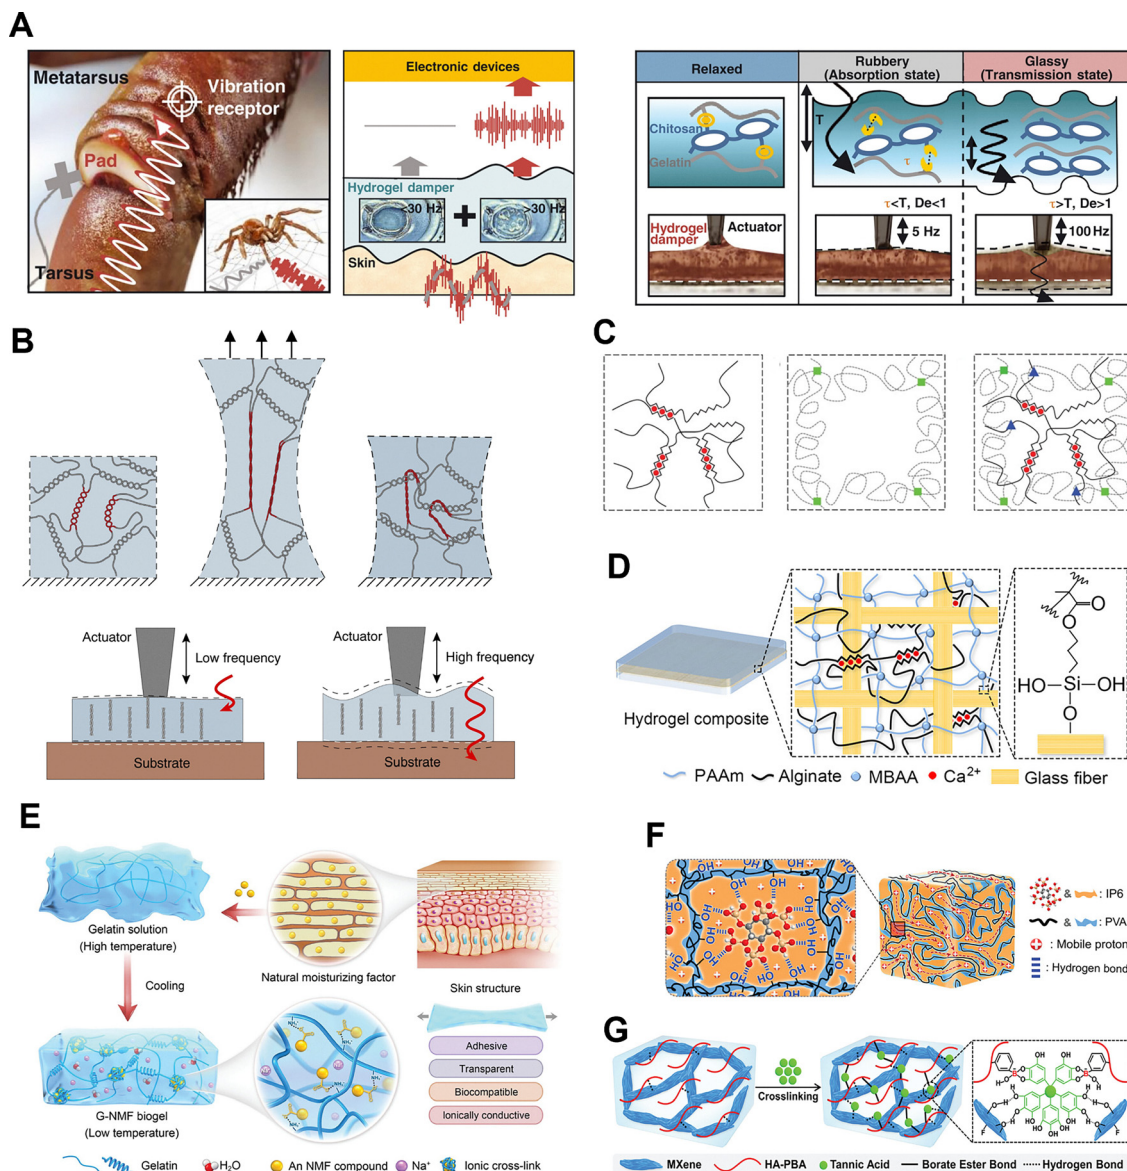 A
Metatarsus
Vibration
receptor
Pad
Tarsus
Electronic devices
Hydrogel damper
<30 Hz
>30 Hz
Skin
Relaxed
Rubbery
(Absorption state)
Glassy
(Transmission state)
Chitosan
Gelatin
T
τ
τ<T, De<1
τ>T, De>1
Hydrogel
damper
Actuator
5 Hz
100 Hz
B
Actuator
Low frequency
Substrate
Actuator
High frequency
Substrate
C
D
Hydrogel composite
O
O
HO
Si
OH
O
PAAm
Alginate
MBAA
Ca2+
Glass fiber
E
Gelatin solution
(High temperature)
Natural moisturizing factor
Skin structure
Cooling
NH3+
Adhesive
Transparent
Biocompatible
Ionically conductive
G-NMF biogel
(Low temperature)
Gelatin
H2O
An NMF compound
Na+
Ionic cross-link
F
OH
HO
& : IP6
& : PVA
: Mobile proton
: Hydrogen bond
G
Crosslinking
OH
HO
F
MXene
HA-PBA
Tannic Acid
Borate Ester Bond
Hydrogen Bond